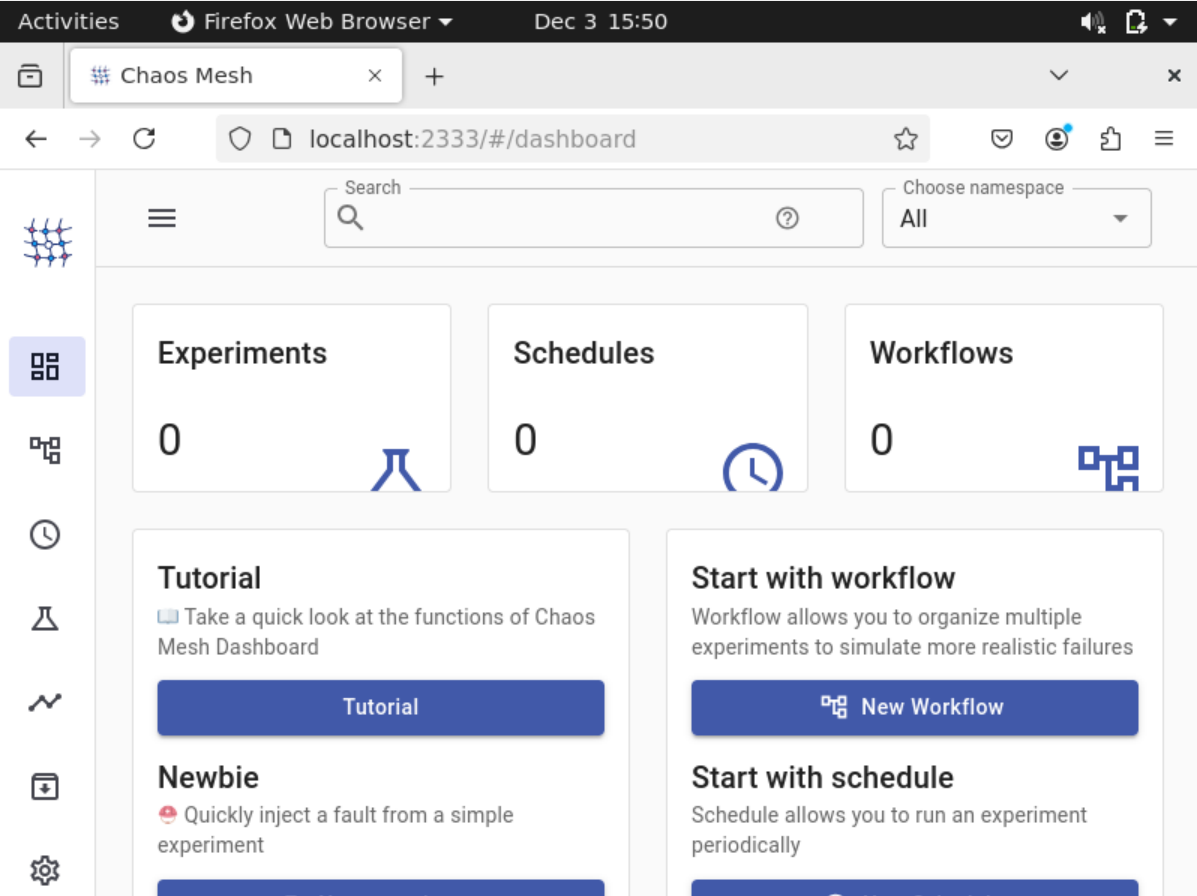 Activities Firefox Web Browser Dec 3 15:50
Chaos Mesh
localhost:2333/#/dashboard
Search
Choose namespace
All
Experiments
0
Schedules
0
Workflows
0
Tutorial
Take a quick look at the functions of Chaos
Mesh Dashboard
Tutorial
Newbie
Quickly inject a fault from a simple
experiment
Start with workflow
Workflow allows you to organize multiple
experiments to simulate more realistic failures
New Workflow
Start with schedule
Schedule allows you to run an experiment
periodically